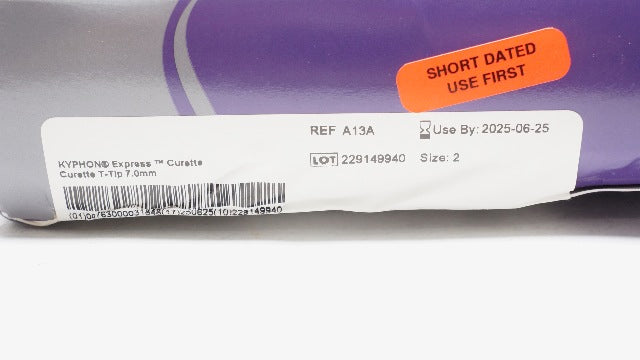 SHORT DATED
USE FIRST
REF A13A
Use By: 2025-06-25
KYPHON® Express ™ Curette
Curette T-Tip 7.0mm
LOT 229149940
Size: 2